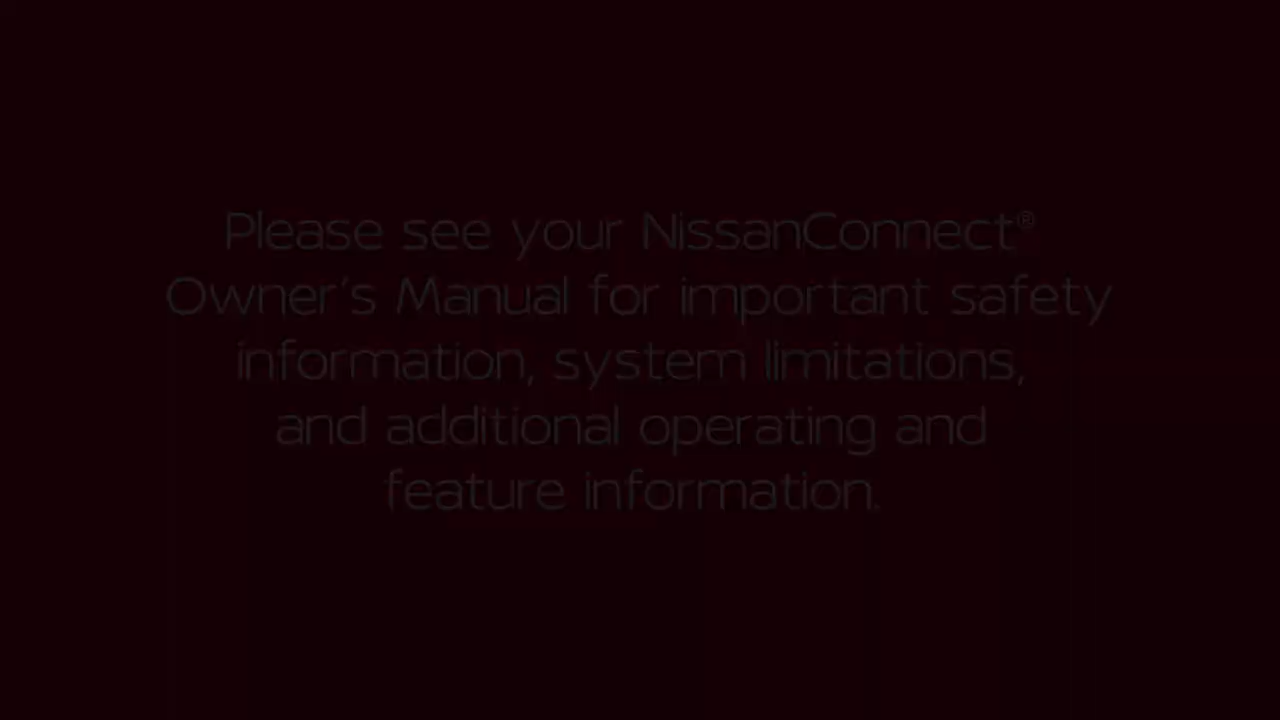 Please see your NissanConnect®
Owner's Manual for important safety
information, system limitations,
and additional operating and
feature information.